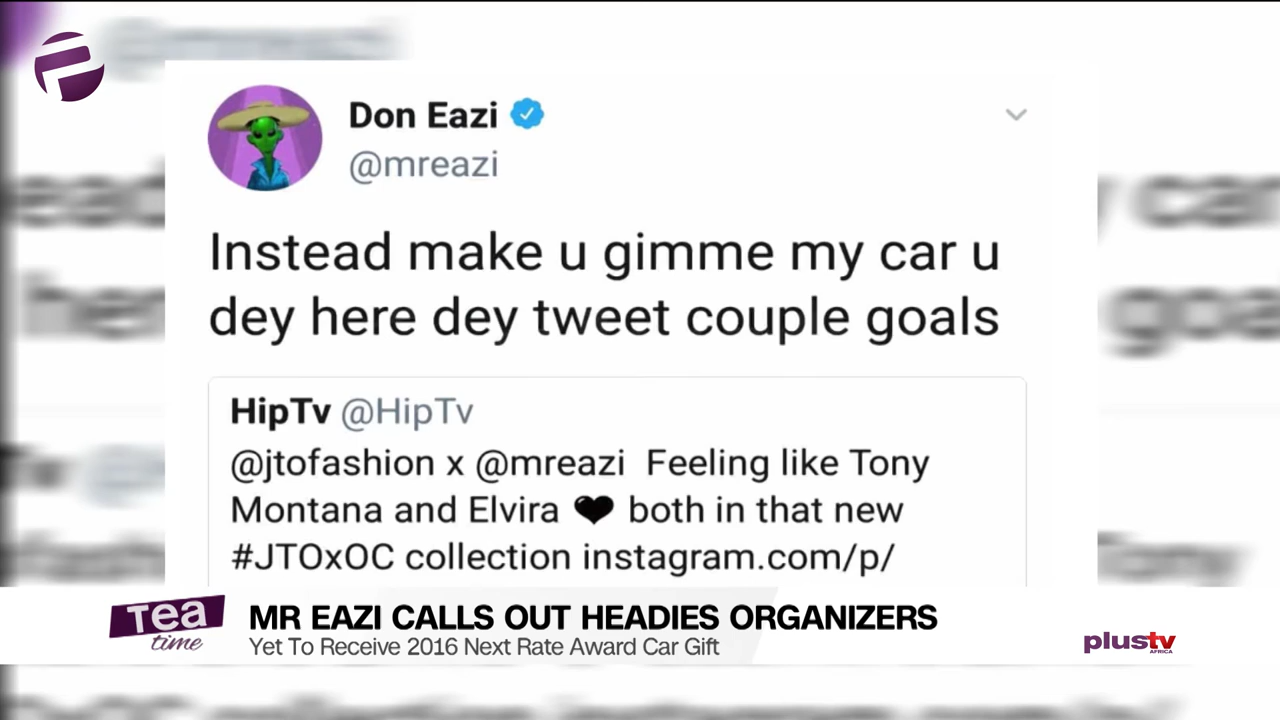 Don Eazi
@mreazi
Instead make u gimme my car u
dey here dey tweet couple goals
HipTv @HipTv
@jtofashion x @mreazi Feeling like Tony
Montana and Elvira 🖤 both in that new
#JTOxOC collection instagram.com/p/
Tea
time
MR EAZI CALLS OUT HEADIES ORGANIZERS
Yet To Receive 2016 Next Rate Award Car Gift
plustv
AFRICA